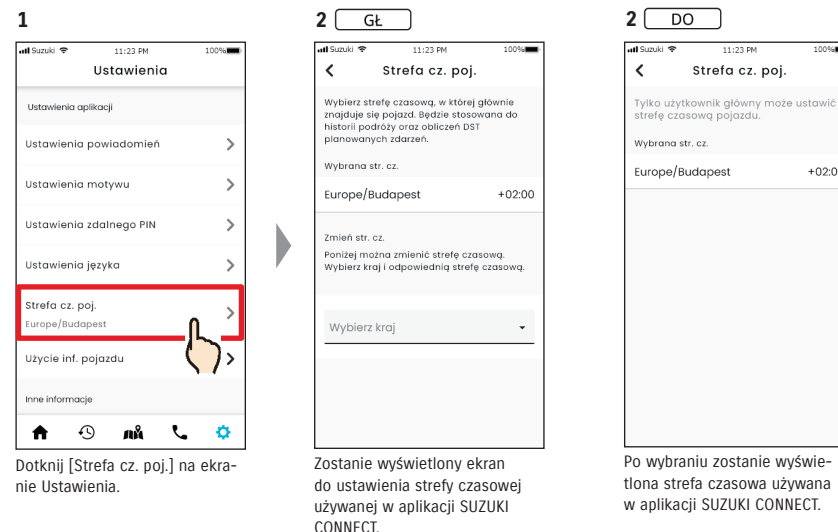 1
Suzuki 11:23 PM 100%
Ustawienia
Ustawienia aplikacji
Ustawienia powiadomień
Ustawienia motywu
Ustawienia zdalnego PIN
Ustawienia języka
Strefa cz. poj.
Europe/Budapest
Użycie inf. pojazdu
Inne informacje
Dotknij [Strefa cz. poj.] na ekra-
nie Ustawienia.
2 GŁ
Suzuki 11:23 PM 100%
Strefa cz. poj.
Wybierz strefę czasową, w której głównie
znajduje się pojazd. Będzie stosowana do
historii podróży oraz obliczeń DST
planowanych zdarzeń.
Wybrana str. cz.
Europe/Budapest +02:00
Zmień str. cz.
Poniżej można zmienić strefę czasową.
Wybierz kraj i odpowiednią strefę czasową.
Wybierz kraj
Zostanie wyświetlony ekran
do ustawienia strefy czasowej
używanej w aplikacji SUZUKI
CONNECT.
2 DO
Suzuki 11:23 PM 100%
Strefa cz. poj.
Tylko użytkownik główny może ustawić
strefę czasową pojazdu.
Wybrana str. cz.
Europe/Budapest +02:0
Po wybraniu zostanie wyświe-
tlona strefa czasowa używana
w aplikacji SUZUKI CONNECT.